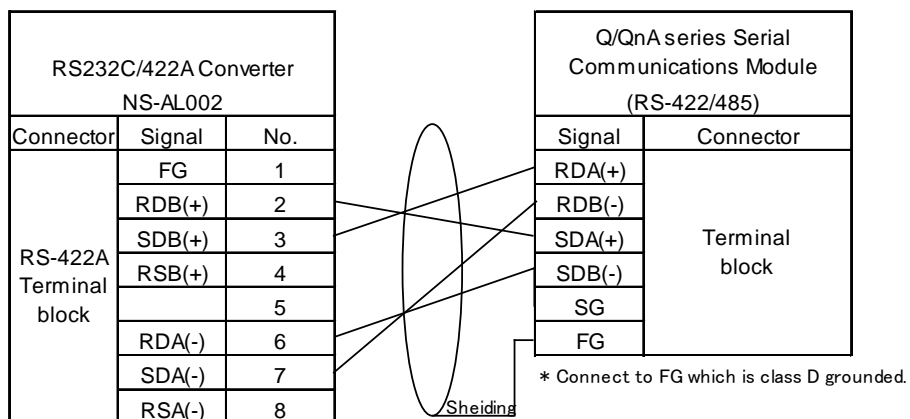 RS232C/422A Converter
NS-AL002
Connector Signal No.
RS-422A
Terminal
block
FG 1
RDB(+) 2
SDB(+) 3
RSB(+) 4
5
RDA(-) 6
SDA(-) 7
RSA(-) 8
Q/QnA series Serial
Communications Module
(RS-422/485)
Signal Connector
RDA(+)
RDB(-)
SDA(+)
SDB(-)
SG
FG
Terminal
block
Sheiding
* Connect to FG which is class D grounded.